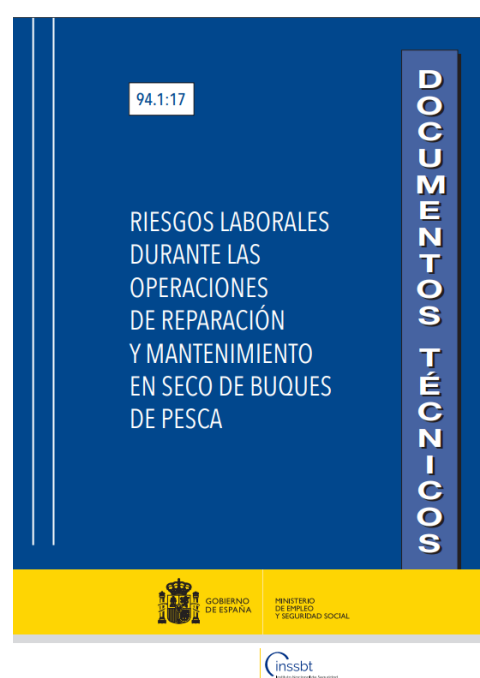 94.1:17
RIESGOS LABORALES
DURANTE LAS
OPERACIONES
DE REPARACIÓN
Y MANTENIMIENTO
EN SECO DE BUQUES
DE PESCA
DOCUMENTOS TÉCNICOS
GOBIERNO
DE ESPAÑA
MINISTERIO
DE EMPLEO
Y SEGURIDAD SOCIAL
inssbt